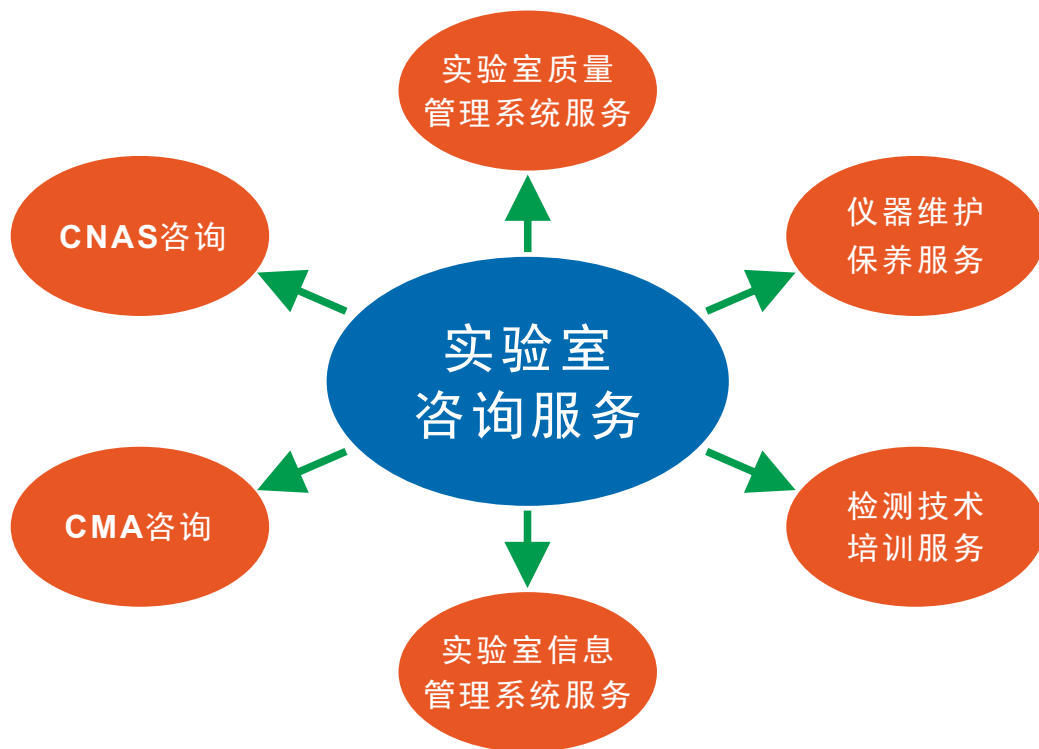 实验室质量
管理系统服务
CNAS咨询
仪器维护
保养服务
实验室
咨询服务
CMA咨询
检测技术
培训服务
实验室信息
管理系统服务